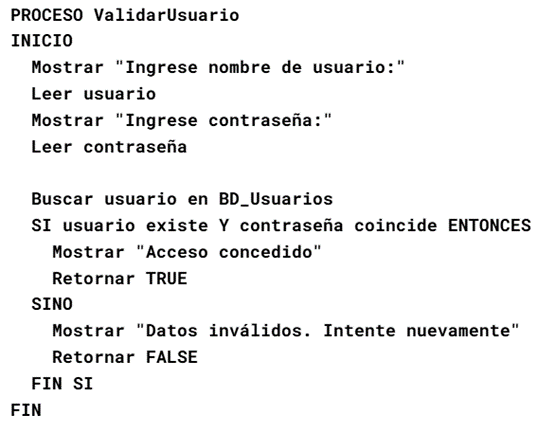 PROCESO ValidarUsuario
INICIO
  Mostrar "Ingrese nombre de usuario:"
  Leer usuario
  Mostrar "Ingrese contraseña:"
  Leer contraseña

  Buscar usuario en BD_Usuarios
  SI usuario existe Y contraseña coincide ENTONCES
    Mostrar "Acceso concedido"
    Retornar TRUE
  SINO
    Mostrar "Datos inválidos. Intente nuevamente"
    Retornar FALSE
  FIN SI
FIN